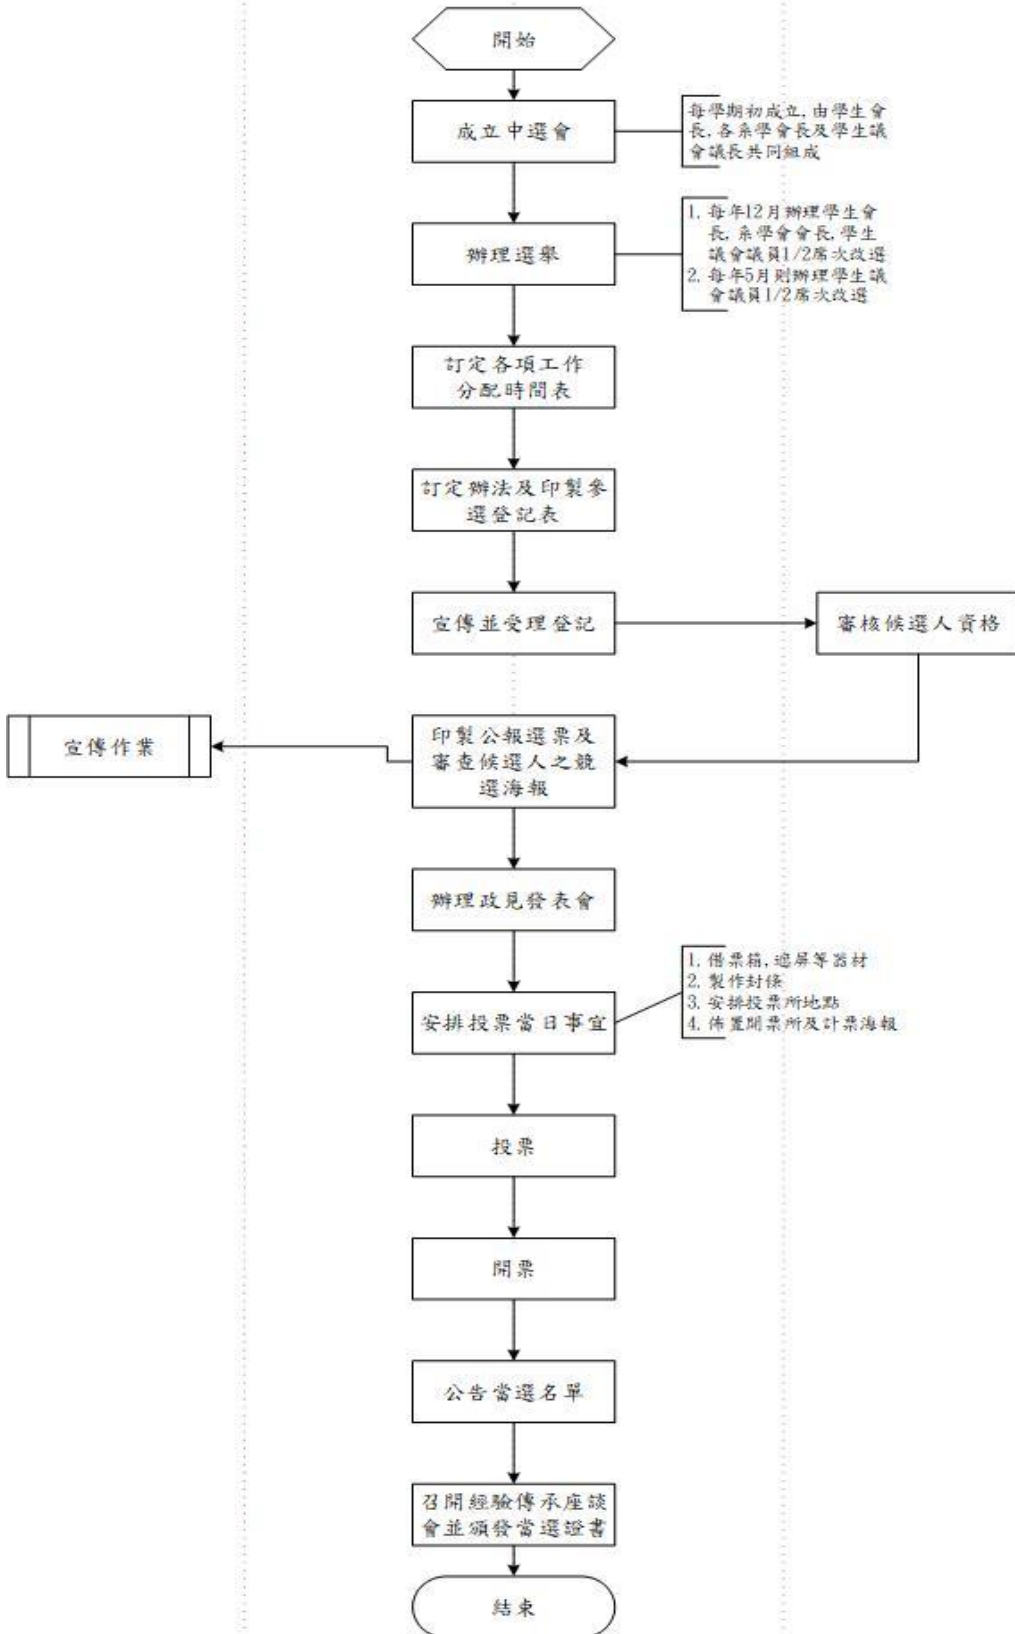 開始
成立中選會
每學期初成立,由學生會
長,各系學會長及學生議
會議長共同組成
辦理選舉
1. 每年12月辦理學生會
長,系學會會長,學生
議會議員1/2席次改選
2. 每年5月則辦理學生議
會議員1/2席次改選
訂定各項工作
分配時間表
訂定辦法及印製參
選登記表
宣傳並受理登記
審核候選人資格
宣傳作業
印製公報選票及
審查候選人之競
選海報
辦理政見發表會
安排投票當日事宜
1. 借票箱,遮屏等器材
2. 製作封條
3. 安排投票所地點
4. 佈置開票所及計票海報
投票
開票
公告當選名單
召開經驗傳承座談
會並頒發當選證書
結束